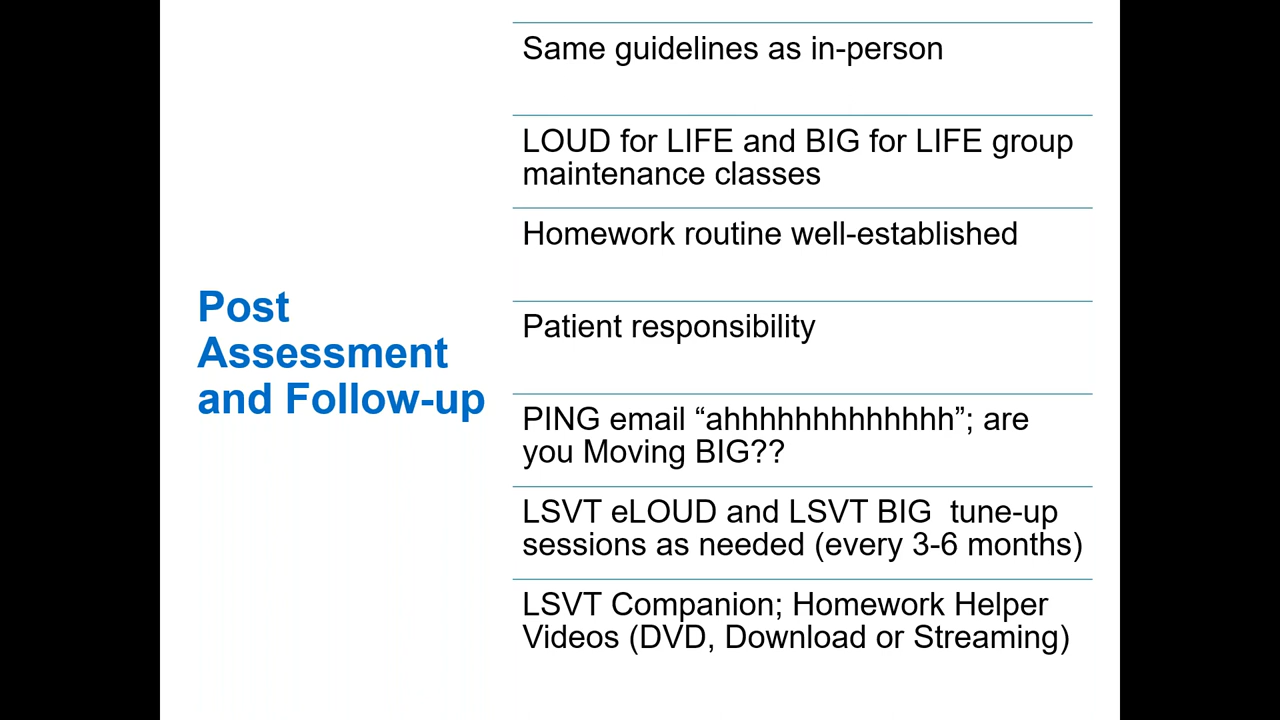 Post
Assessment
and Follow-up
Same guidelines as in-person
LOUD for LIFE and BIG for LIFE group
maintenance classes
Homework routine well-established
Patient responsibility
PING email “ahhhhhhhhhhhhh”; are
you Moving BIG??
LSVT eLOUD and LSVT BIG  tune-up
sessions as needed (every 3-6 months)
LSVT Companion; Homework Helper
Videos (DVD, Download or Streaming)